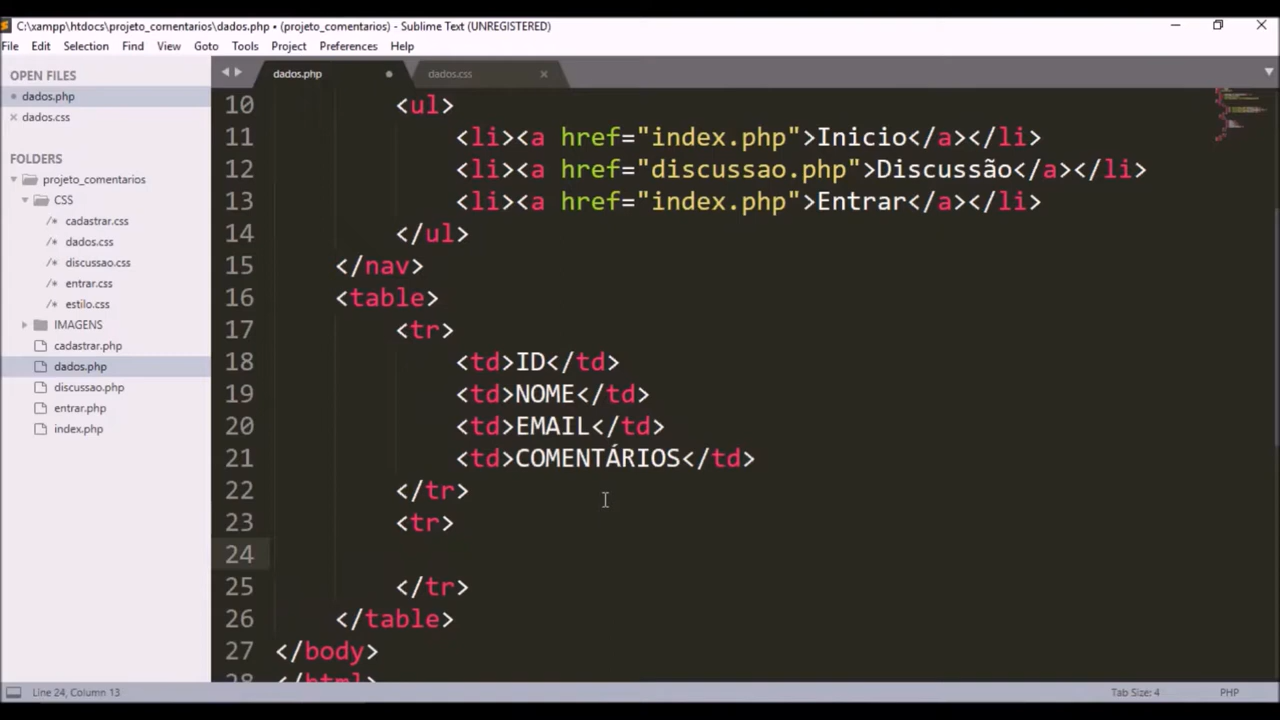 C:\xampp\htdocs\projeto_comentarios\dados.php • (projeto_comentarios) - Sublime Text (UNREGISTERED)
File Edit Selection Find View Goto Tools Project Preferences Help
OPEN FILES
dados.php
dados.css
FOLDERS
projeto_comentarios
CSS
/* cadastrar.css
/* dados.css
/* discussao.css
/* entrar.css
/* estilo.css
IMAGENS
cadastrar.php
dados.php
discussao.php
entrar.php
index.php
dados.php dados.css
10 <ul>
11 <li><a href="index.php">Inicio</a></li>
12 <li><a href="discussao.php">Discussão</a></li>
13 <li><a href="index.php">Entrar</a></li>
14 </ul>
15 </nav>
16 <table>
17 <tr>
18 <td>ID</td>
19 <td>NOME</td>
20 <td>EMAIL</td>
21 <td>COMENTÁRIOS</td>
22 </tr>
23 <tr>
24
25 </tr>
26 </table>
27 </body>
28 </html>
Line 24, Column 13 Tab Size: 4 PHP